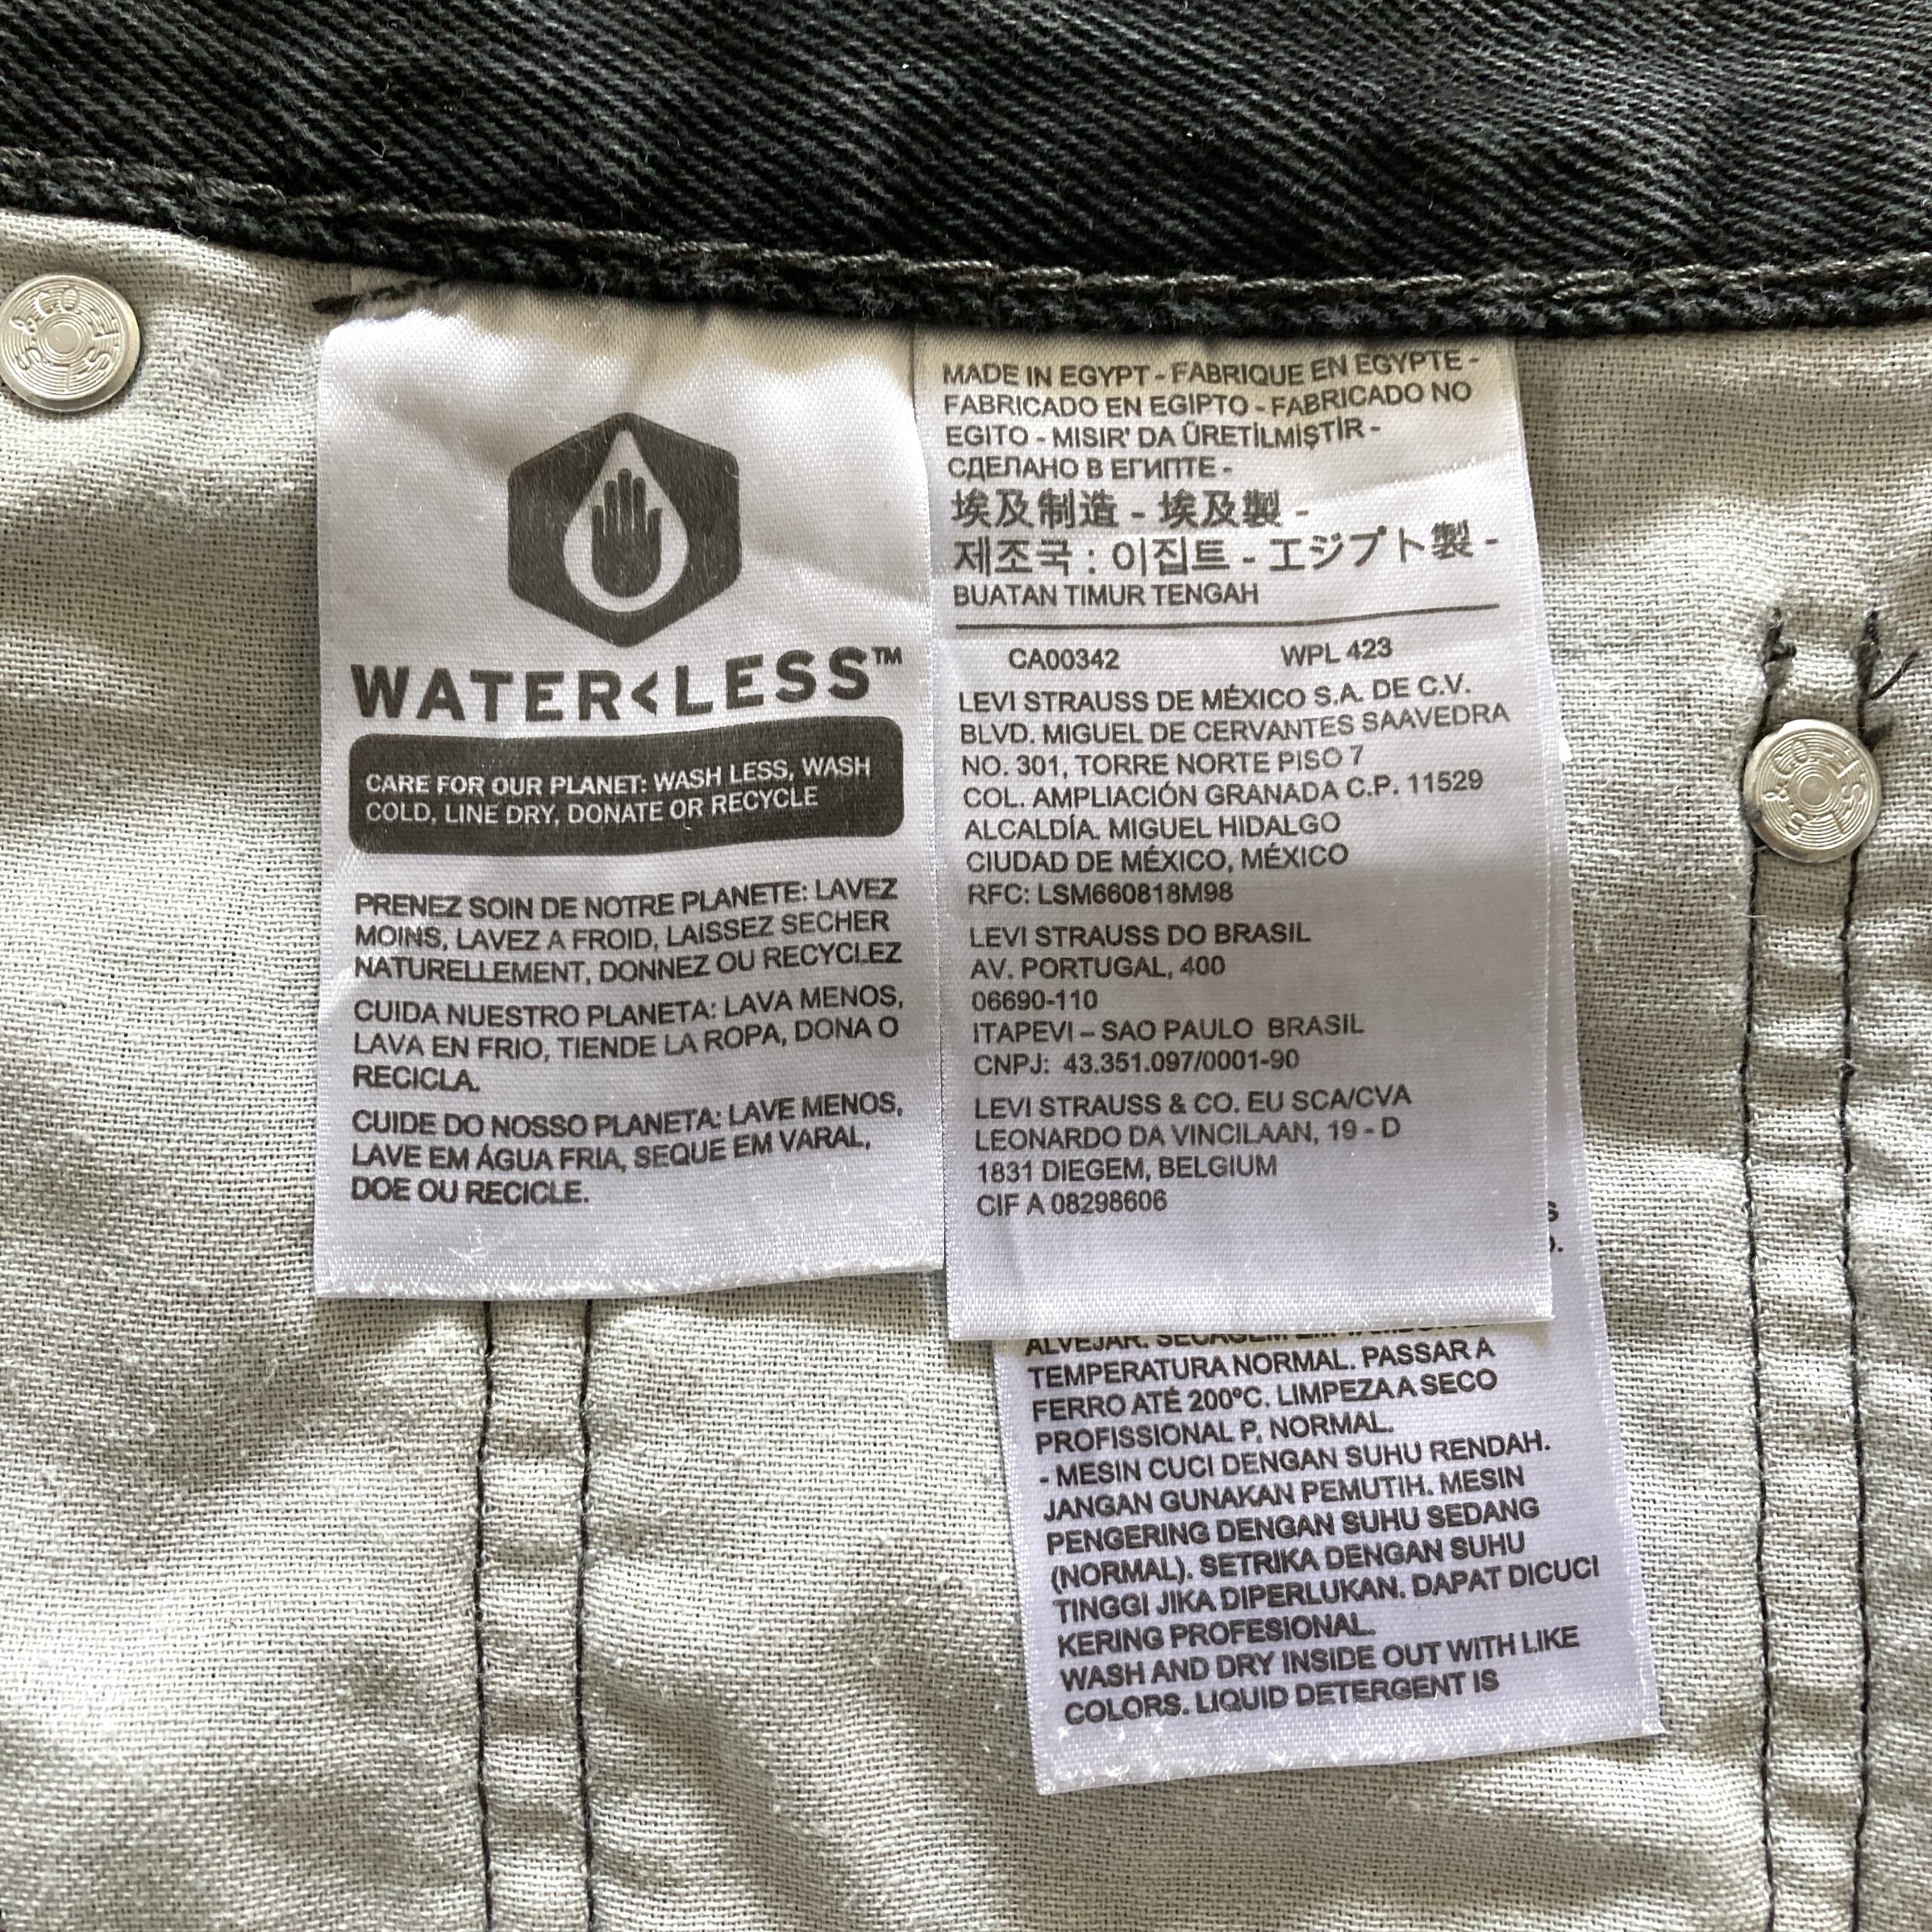 WATER<LESS™
CARE FOR OUR PLANET: WASH LESS, WASH
COLD, LINE DRY, DONATE OR RECYCLE
PRENEZ SOIN DE NOTRE PLANETE: LAVEZ
MOINS, LAVEZ A FROID, LAISSEZ SECHER
NATURELLEMENT, DONNEZ OU RECYCLEZ
CUIDA NUESTRO PLANETA: LAVA MENOS,
LAVA EN FRIO, TIENDE LA ROPA, DONA O
RECICLA.
CUIDE DO NOSSO PLANETA: LAVE MENOS,
LAVE EM ÁGUA FRIA, SEQUE EM VARAL,
DOE OU RECICLE.
MADE IN EGYPT - FABRIQUE EN EGYPTE -
FABRICADO EN EGIPTO - FABRICADO NO
EGITO - MISIR' DA ÜRETİLMİŞTİR -
СДЕЛАНО В ЕГИПТЕ -
埃及制造 - 埃及製 -
제조국 : 이집트 - エジプト製 -
BUATAN TIMUR TENGAH
CA00342 WPL 423
LEVI STRAUSS DE MÉXICO S.A. DE C.V.
BLVD. MIGUEL DE CERVANTES SAAVEDRA
NO. 301, TORRE NORTE PISO 7
COL. AMPLIACIÓN GRANADA C.P. 11529
ALCALDÍA. MIGUEL HIDALGO
CIUDAD DE MÉXICO, MÉXICO
RFC: LSM660818M98
LEVI STRAUSS DO BRASIL
AV. PORTUGAL, 400
06690-110
ITAPEVI – SAO PAULO BRASIL
CNPJ: 43.351.097/0001-90
LEVI STRAUSS & CO. EU SCA/CVA
LEONARDO DA VINCILAAN, 19 - D
1831 DIEGEM, BELGIUM
CIF A 08298606
ALVEJAR. SECAGEM EM
TEMPERATURA NORMAL. PASSAR A
FERRO ATÉ 200ºC. LIMPEZA A SECO
PROFISSIONAL P, NORMAL.
- MESIN CUCI DENGAN SUHU RENDAH.
JANGAN GUNAKAN PEMUTIH. MESIN
PENGERING DENGAN SUHU SEDANG
(NORMAL). SETRIKA DENGAN SUHU
TINGGI JIKA DIPERLUKAN. DAPAT DICUCI
KERING PROFESIONAL.
WASH AND DRY INSIDE OUT WITH LIKE
COLORS. LIQUID DETERGENT IS